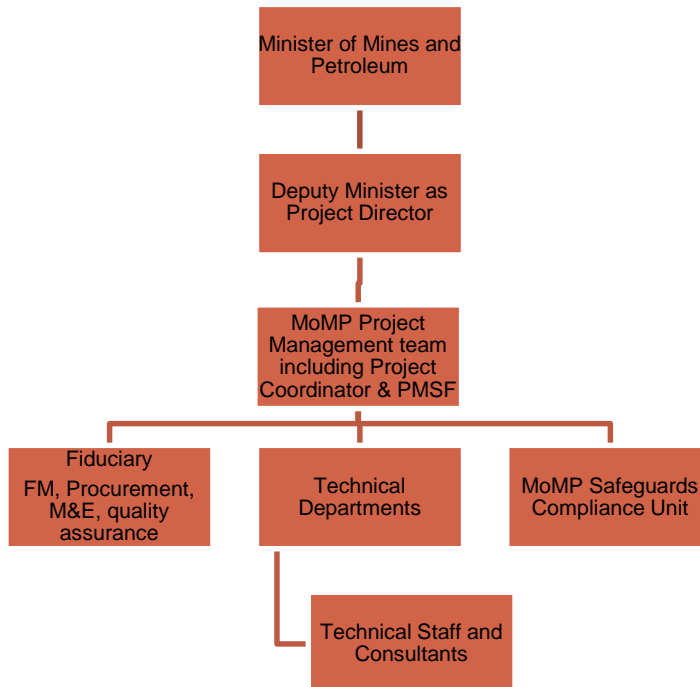 Minister of Mines and
Petroleum
Deputy Minister as
Project Director
MoMP Project
Management team
including Project
Coordinator & PMSF
Fiduciary
FM, Procurement,
M&E, quality
assurance
Technical
Departments
MoMP Safeguards
Compliance Unit
Technical Staff and
Consultants